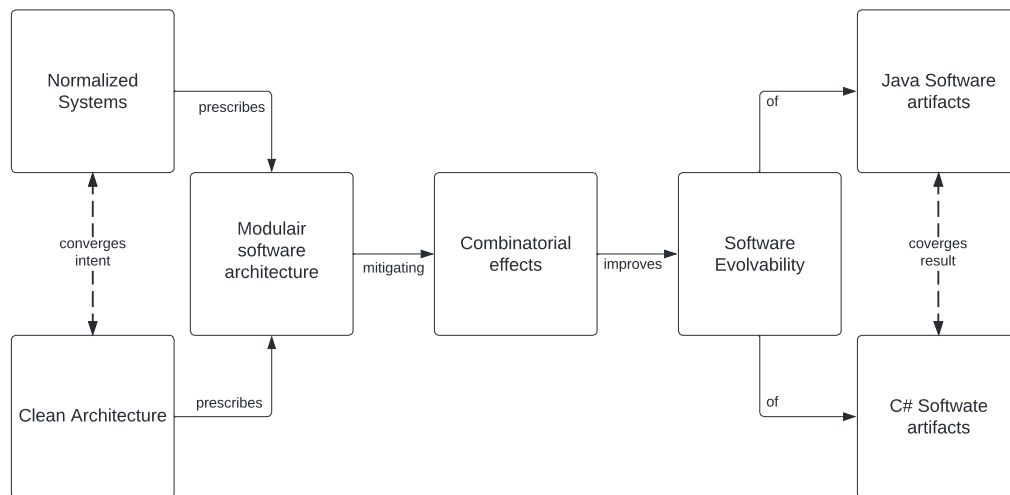 Normalized
Systems
prescribes
Java Software
artifacts
of
converges
intent
Modulair
software
architecture
mitigating
Combinatorial
effects
improves
Software
Evolvability
coverges
result
Clean Architecture
prescribes
of
C# Softwate
artifacts